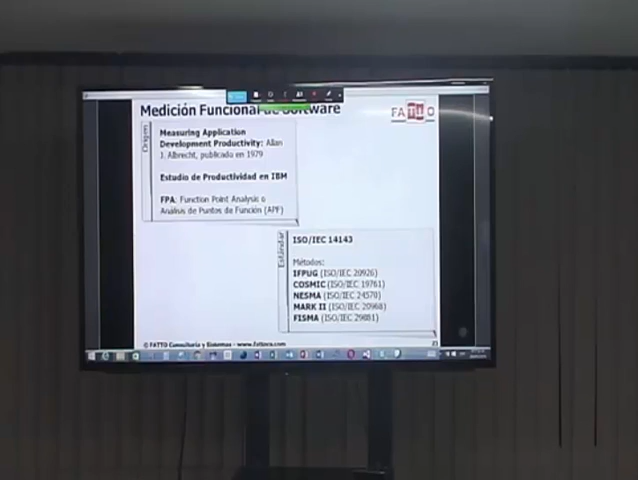 Medición Funcional de Software
FATTO
Origen
Measuring Application
Development Productivity: Allan
J. Albrecht, publicado en 1979
Estudio de Productividad en IBM
FPA: Function Point Analysis o
Análisis de Puntos de Función (APF)
Estándar
ISO/IEC 14143
Métodos:
IFPUG (ISO/IEC 20926)
COSMIC (ISO/IEC 19761)
NESMA (ISO/IEC 24570)
MARK II (ISO/IEC 20968)
FISMA (ISO/IEC 29881)
© FATTO Consultoría y Sistemas - www.fattocs.com